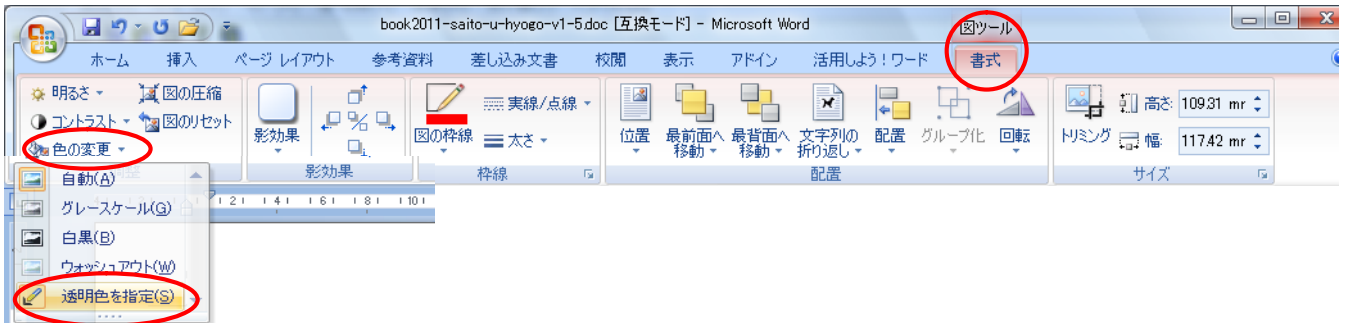 book2011-saito-u-hyogo-v1-5.doc [互換モード] - Microsoft Word
図ツール
ホーム 挿入 ページ レイアウト 参考資料 差し込み文書 校閲 表示 アドイン 活用しよう！ワード 書式
明るさ 図の圧縮
コントラスト 図のリセット
色の変更
影効果
影効果
図の枠線
実線/点線
太さ
枠線
位置 最前面へ移動 最背面へ移動 文字列の折り返し 配置 グループ化 回転
配置
トリミング
高さ: 109.31 mr
幅: 117.42 mr
サイズ
自動(A)
グレースケール(G)
白黒(B)
ウォッシュアウト(W)
透明色を指定(S)
2 4 6 8 10